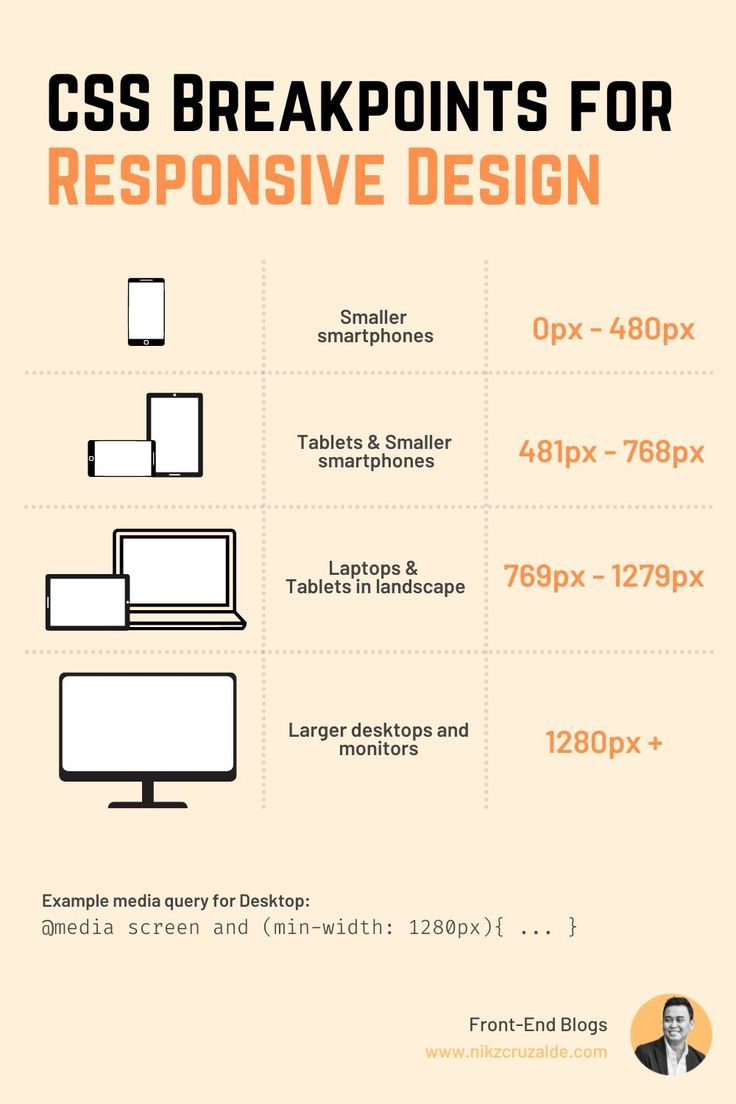 CSS BREAKPOINTS FOR
RESPONSIVE DESIGN
Smaller
smartphones
0px - 480px
Tablets & Smaller
smartphones
481px - 768px
Laptops &
Tablets in landscape
769px - 1279px
Larger desktops and
monitors
1280px +
Example media query for Desktop:
@media screen and (min-width: 1280px){ ... }
Front-End Blogs
www.nikzcruzalde.com